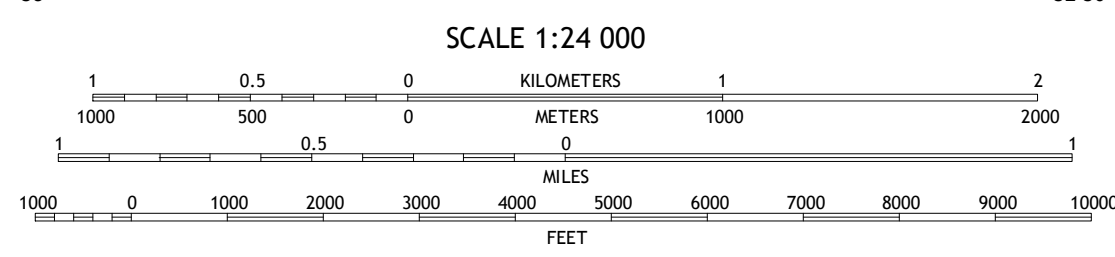 SCALE 1:24 000
1 0.5 0 KILOMETERS 1 2
1000 500 0 METERS 1000 2000
1 0.5 0 1
MILES
1000 0 1000 2000 3000 4000 5000 6000 7000 8000 9000 10000
FEET